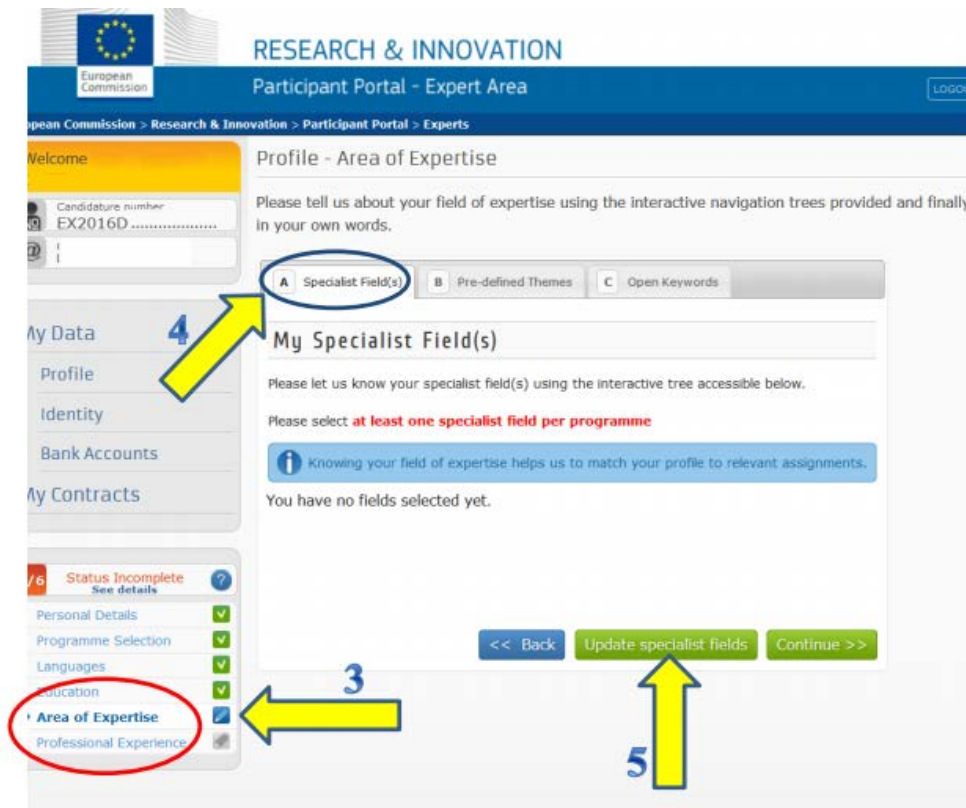 European
Commission
RESEARCH & INNOVATION
Participant Portal - Expert Area
LOGO
opean Commission > Research & Innovation > Participant Portal > Experts
Welcome
Candidature number
EX2016D...................
@
My Data
Profile
Identity
Bank Accounts
My Contracts
/6 Status Incomplete
See details
?
Personal Details
Programme Selection
Languages
Education
Area of Expertise
Professional Experience
Profile - Area of Expertise
Please tell us about your field of expertise using the interactive navigation trees provided and finally
in your own words.
A Specialist Field(s) B Pre-defined Themes C Open Keywords
4
My Specialist Field(s)
Please let us know your specialist field(s) using the interactive tree accessible below.
Please select at least one specialist field per programme
i Knowing your field of expertise helps us to match your profile to relevant assignments.
You have no fields selected yet.
<< Back Update specialist fields Continue >>
3
5